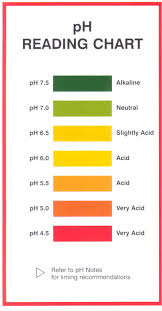 pH
READING CHART
pH 7.5 Alkaline
pH 7.0 Neutral
pH 6.5 Slightly Acid
pH 6.0 Acid
pH 5.5 Acid
pH 5.0 Very Acid
pH 4.5 Very Acid
Refer to pH Notes
for liming recommendations